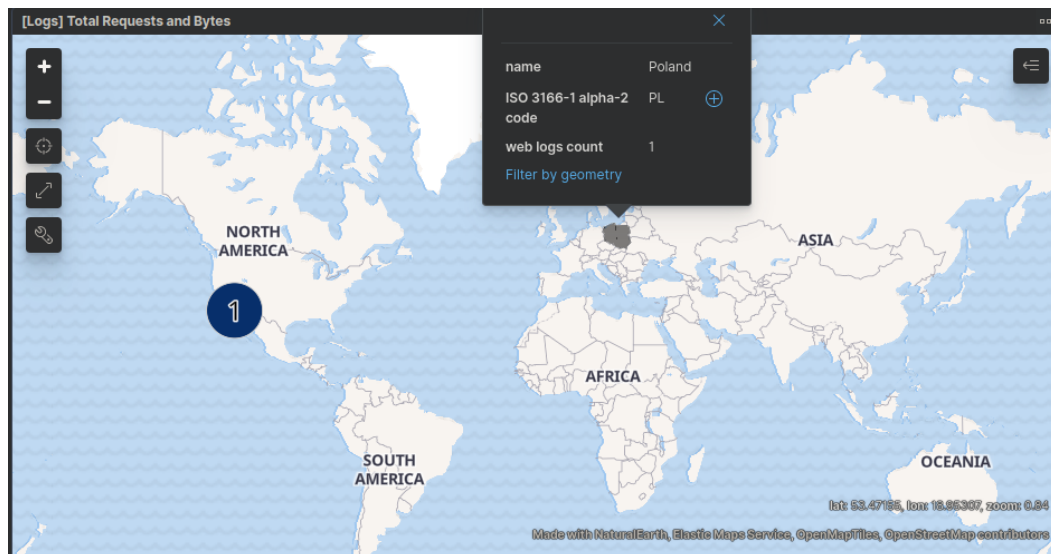 [Logs] Total Requests and Bytes
name Poland
ISO 3166-1 alpha-2 PL
code
web logs count 1
Filter by geometry
NORTH
AMERICA
ASIA
1
AFRICA
SOUTH
AMERICA
OCEANIA
lat: 53.47135, lon: 18.95307, zoom: 0.84
Made with NaturalEarth, Elastic Maps Service, OpenMapTiles, OpenStreetMap contributors